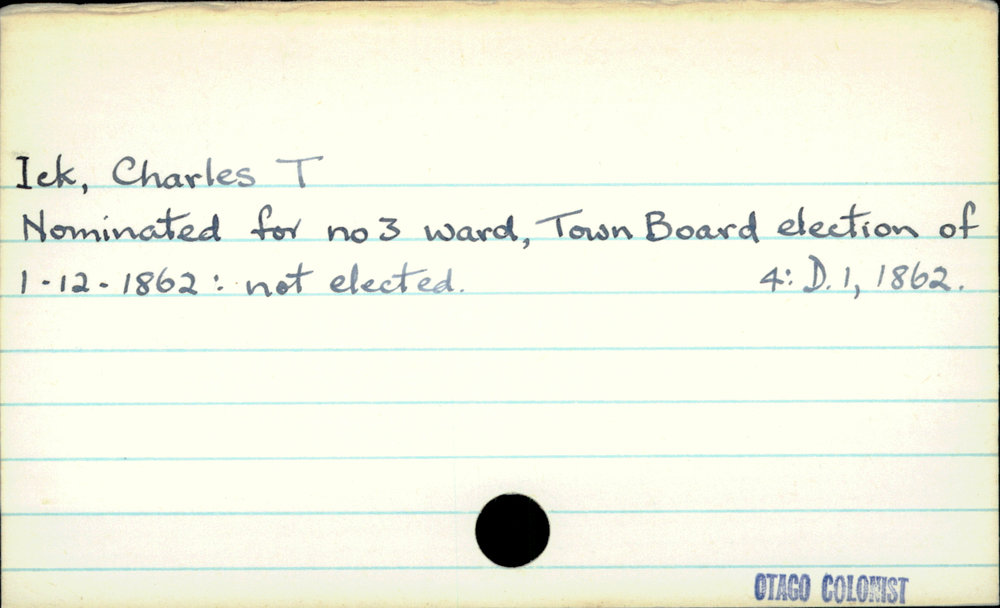 Ick, Charles T
Nominated for no 3 ward, Town Board election of
1-12-1862: not elected. 4: D. 1, 1862.
OTAGO COLONIST